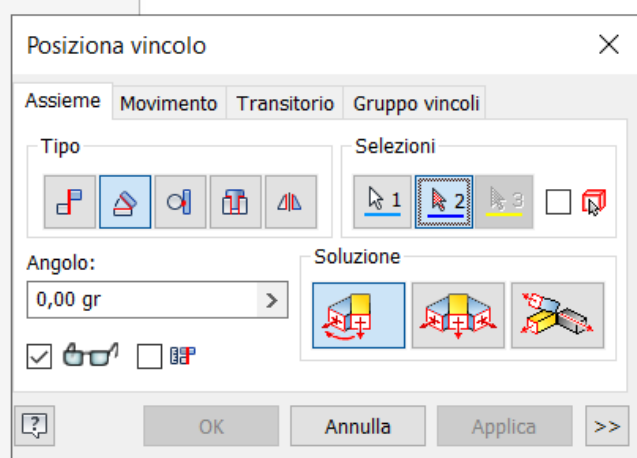 Posiziona vincolo
Assieme Movimento Transitorio Gruppo vincoli
Tipo
Selezioni
1
2
3
Angolo:
0,00 gr
>
Soluzione
?
OK
Annulla
Applica
>>